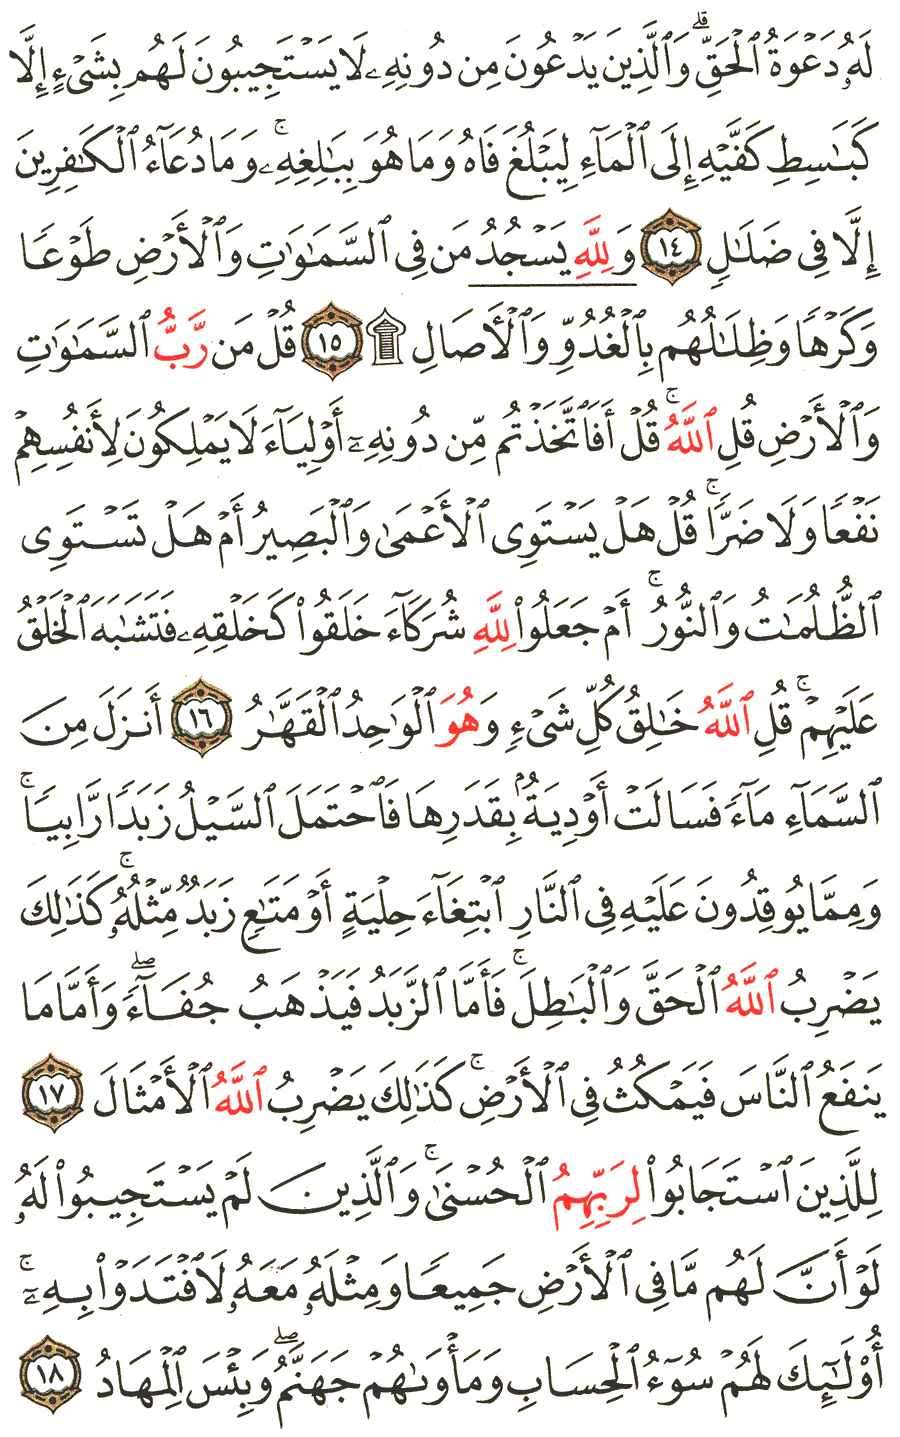 لَهُۥ دَعۡوَةُ ٱلۡحَقِّۚ وَٱلَّذِينَ يَدۡعُونَ مِن دُونِهِۦ لَا يَسۡتَجِيبُونَ لَهُم بِشَيۡءٍ إِلَّا
كَبَٰسِطِ كَفَّيۡهِ إِلَى ٱلۡمَآءِ لِيَبۡلُغَ فَاهُ وَمَا هُوَ بِبَٰلِغِهِۦۚ وَمَا دُعَآءُ ٱلۡكَٰفِرِينَ
إِلَّا فِي ضَلَٰلٖ ١٤ وَلِلَّهِ يَسۡجُدُۤ مَن فِي ٱلسَّمَٰوَٰتِ وَٱلۡأَرۡضِ طَوۡعٗا
وَكَرۡهٗا وَظِلَٰلُهُم بِٱلۡغُدُوِّ وَٱلۡأٓصَالِ ۩ ١٥ قُلۡ مَن رَّبُّ ٱلسَّمَٰوَٰتِ
وَٱلۡأَرۡضِ قُلِ ٱللَّهُۚ قُلۡ أَفَٱتَّخَذۡتُم مِّن دُونِهِۦٓ أَوۡلِيَآءَ لَا يَمۡلِكُونَ لِأَنفُسِهِمۡ
نَفۡعٗا وَلَا ضَرّٗاۚ قُلۡ هَلۡ يَسۡتَوِي ٱلۡأَعۡمَىٰ وَٱلۡبَصِيرُ أَمۡ هَلۡ تَسۡتَوِي
ٱلظُّلُمَٰتُ وَٱلنُّورُۚ أَمۡ جَعَلُواْ لِلَّهِ شُرَكَآءَ خَلَقُواْ كَخَلۡقِهِۦ فَتَشَٰبَهَ ٱلۡخَلۡقُ
عَلَيۡهِمۡۚ قُلِ ٱللَّهُ خَٰلِقُ كُلِّ شَيۡءٖ وَهُوَ ٱلۡوَٰحِدُ ٱلۡقَهَّٰرُ ١٦ أَنزَلَ مِنَ
ٱلسَّمَآءِ مَآءٗ فَسَالَتۡ أَوۡدِيَةُۢ بِقَدَرِهَا فَٱحۡتَمَلَ ٱلسَّيۡلُ زَبَدٗا رَّابِيٗاۚ
وَمِمَّا يُوقِدُونَ عَلَيۡهِ فِي ٱلنَّارِ ٱبۡتِغَآءَ حِلۡيَةٍ أَوۡ مَتَٰعٖ زَبَدٞ مِّثۡلُهُۥۚ كَذَٰلِكَ
يَضۡرِبُ ٱللَّهُ ٱلۡحَقَّ وَٱلۡبَٰطِلَۚ فَأَمَّا ٱلزَّبَدُ فَيَذۡهَبُ جُفَآءٗۖ وَأَمَّا مَا
يَنفَعُ ٱلنَّاسَ فَيَمۡكُثُ فِي ٱلۡأَرۡضِۚ كَذَٰلِكَ يَضۡرِبُ ٱللَّهُ ٱلۡأَمۡثَالَ ١٧
لِلَّذِينَ ٱسۡتَجَابُواْ لِرَبِّهِمُ ٱلۡحُسۡنَىٰۚ وَٱلَّذِينَ لَمۡ يَسۡتَجِيبُواْ لَهُۥ
لَوۡ أَنَّ لَهُم مَّا فِي ٱلۡأَرۡضِ جَمِيعٗا وَمِثۡلَهُۥ مَعَهُۥ لَٱفۡتَدَوۡاْ بِهِۦٓۚ
أُوْلَٰٓئِكَ لَهُمۡ سُوٓءُ ٱلۡحِسَابِ وَمَأۡوَىٰهُمۡ جَهَنَّمُۖ وَبِئۡسَ ٱلۡمِهَادُ ١٨